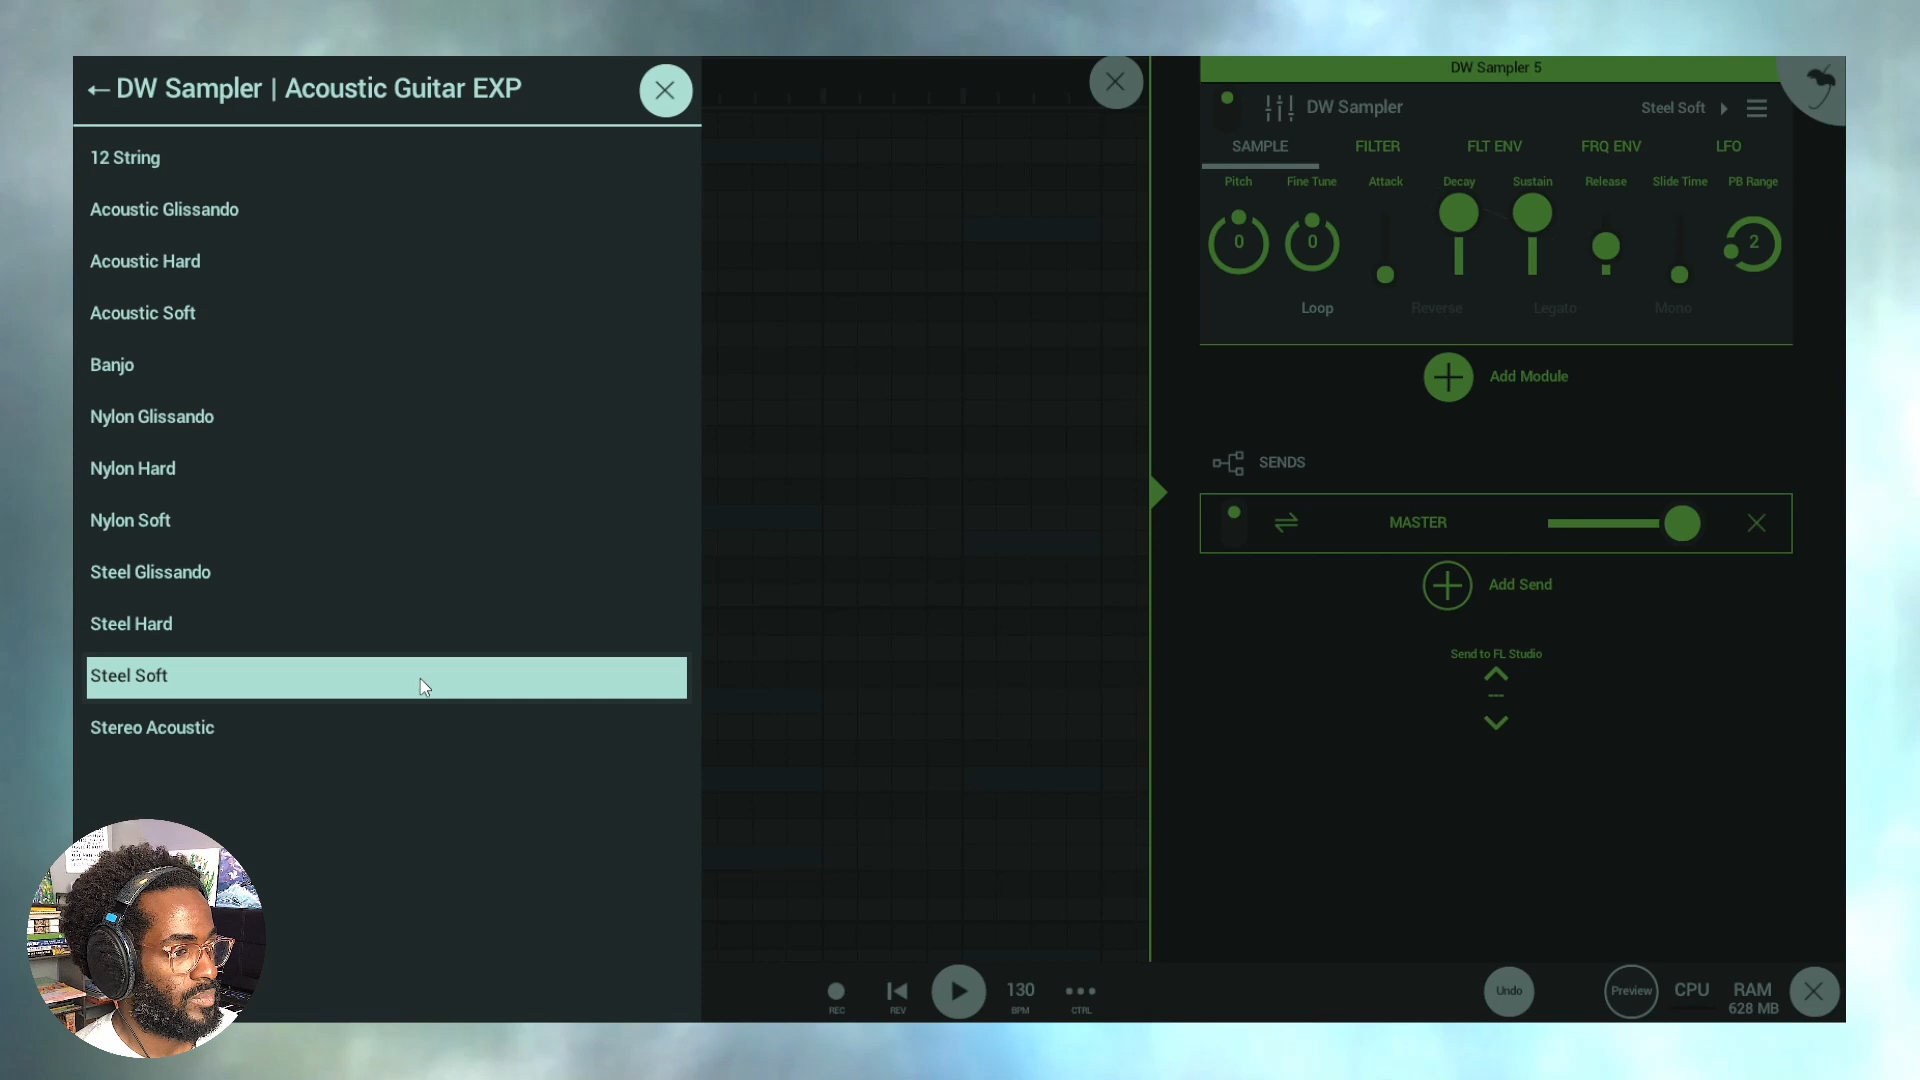 ← DW Sampler | Acoustic Guitar EXP
12 String
Acoustic Glissando
Acoustic Hard
Acoustic Soft
Banjo
Nylon Glissando
Nylon Hard
Nylon Soft
Steel Glissando
Steel Hard
Steel Soft
Stereo Acoustic
DW Sampler 5
DW Sampler
Steel Soft
SAMPLE FILTER FLT ENV FRQ ENV LFO
Pitch Fine Tune Attack Decay Sustain Release Slide Time PB Range
0 0 2
Loop Reverse Legato Mono
Add Module
SENDS
MASTER
Add Send
Send to FL Studio
---
130
REC REV BPM CTRL
Undo
Preview
CPU
RAM
628 MB